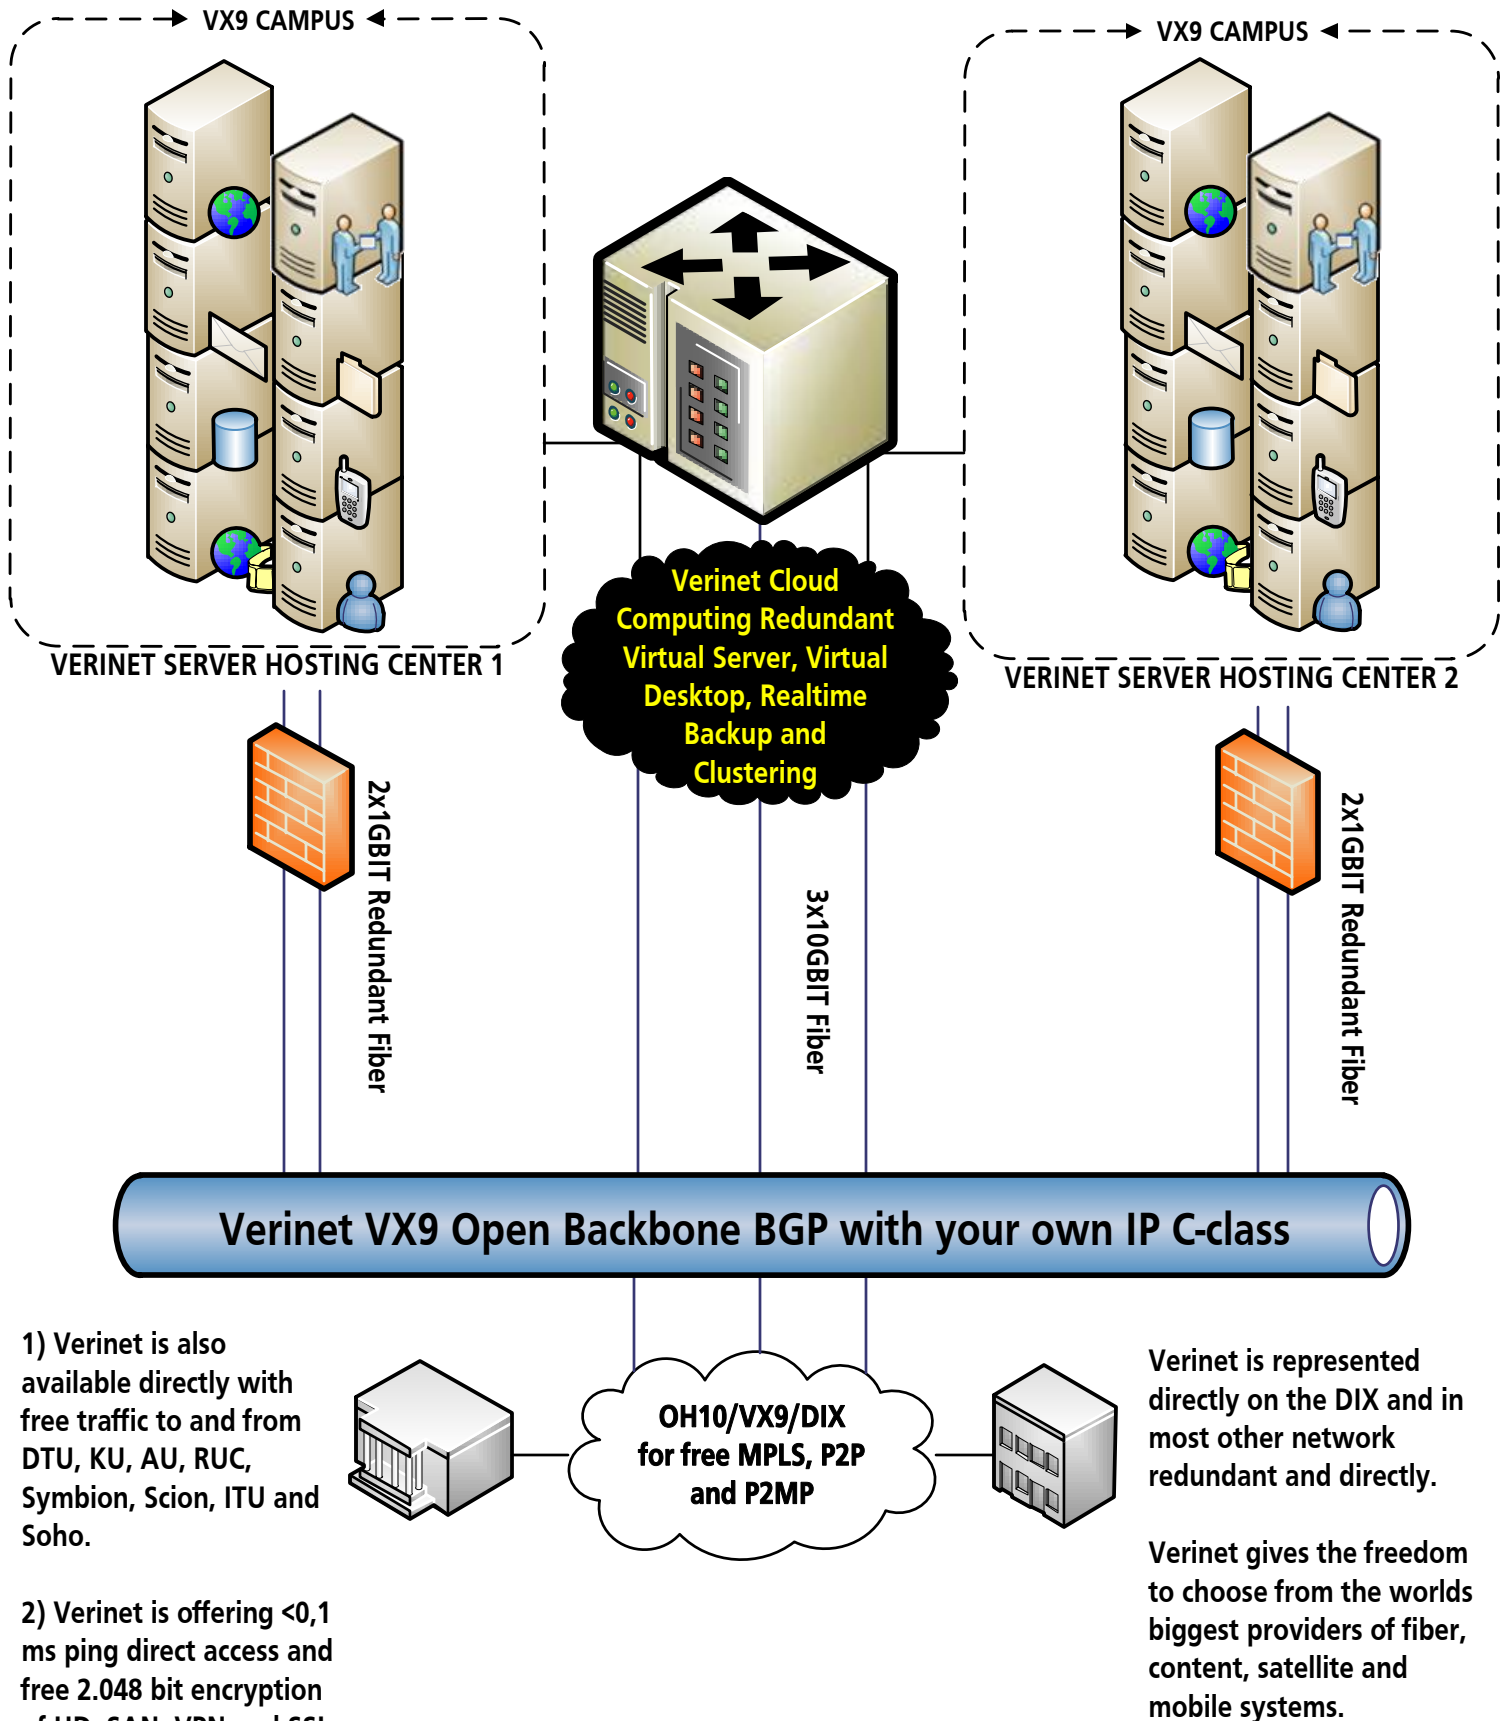 VX9 CAMPUS
VX9 CAMPUS
Verinet Cloud
Computing Redundant
Virtual Server, Virtual
Desktop, Realtime
Backup and
Clustering
VERINET SERVER HOSTING CENTER 1
VERINET SERVER HOSTING CENTER 2
2x1GBIT Redundant Fiber
3x10GBIT Fiber
2x1GBIT Redundant Fiber
Verinet VX9 Open Backbone BGP with your own IP C-class
1) Verinet is also
available directly with
free traffic to and from
DTU, KU, AU, RUC,
Symbion, Scion, ITU and
Soho.
2) Verinet is offering <0,1
ms ping direct access and
free 2.048 bit encryption
of HD, SAN, VPN and SSL
OH10/VX9/DIX
for free MPLS, P2P
and P2MP
Verinet is represented
directly on the DIX and in
most other network
redundant and directly.
Verinet gives the freedom
to choose from the worlds
biggest providers of fiber,
content, satellite and
mobile systems.